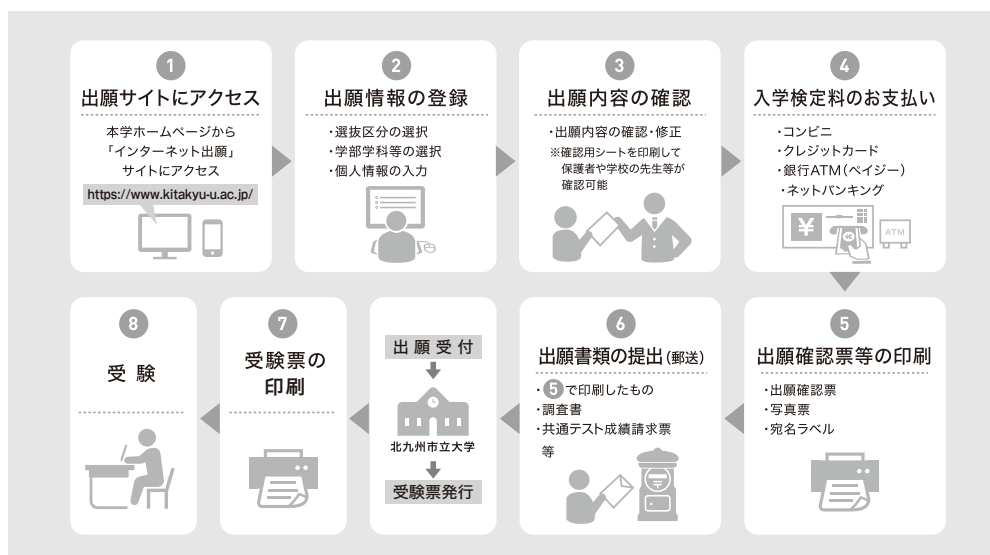 1
出願サイトにアクセス
本学ホームページから
「インターネット出願」
サイトにアクセス
https://www.kitakyu-u.ac.jp/
2
出願情報の登録
・選抜区分の選択
・学部学科等の選択
・個人情報の入力
3
出願内容の確認
・出願内容の確認・修正
※確認用シートを印刷して
保護者や学校の先生等が
確認可能
4
入学検定料のお支払い
・コンビニ
・クレジットカード
・銀行ATM(ペイジー)
・ネットバンキング
¥
ATM
5
出願確認票等の印刷
・出願確認票
・写真票
・宛名ラベル
6
出願書類の提出(郵送)
・5で印刷したもの
・調査書
・共通テスト成績請求票
等
出願受付
北九州市立大学
受験票発行
7
受験票の
印刷
8
受 験